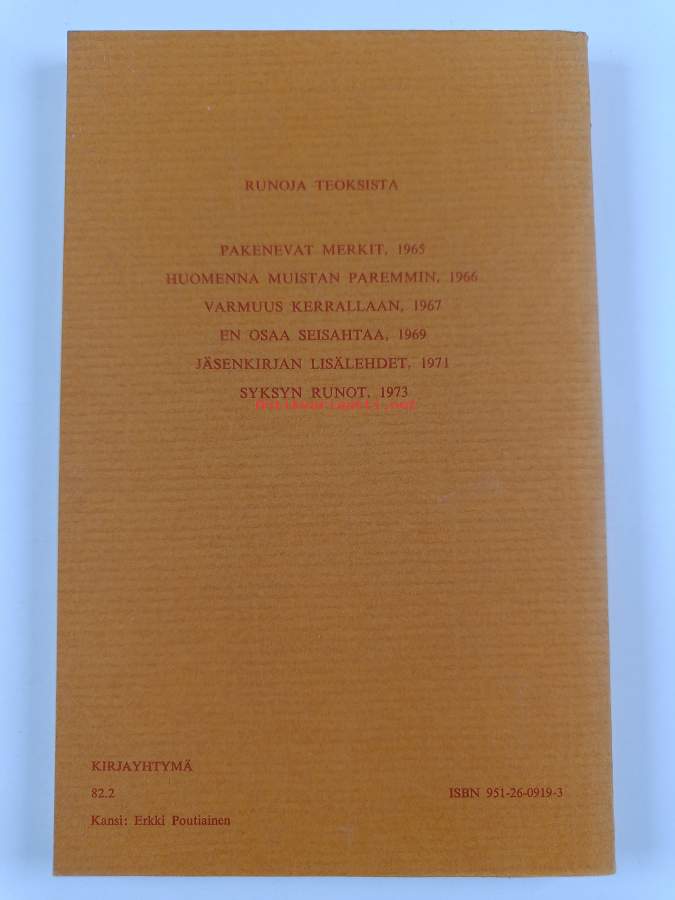 RUNOJA TEOKSISTA
PAKENEVAT MERKIT, 1965
HUOMENNA MUISTAN PAREMMIN, 1966
VARMUUS KERRALLAAN, 1967
EN OSAA SEISAHTAA, 1969
JÄSENKIRJAN LISÄLEHDET, 1971
SYKSYN RUNOT, 1973
KIRJAYHTYMÄ
82.2
ISBN 951-26-0919-3
Kansi: Erkki Poutiainen